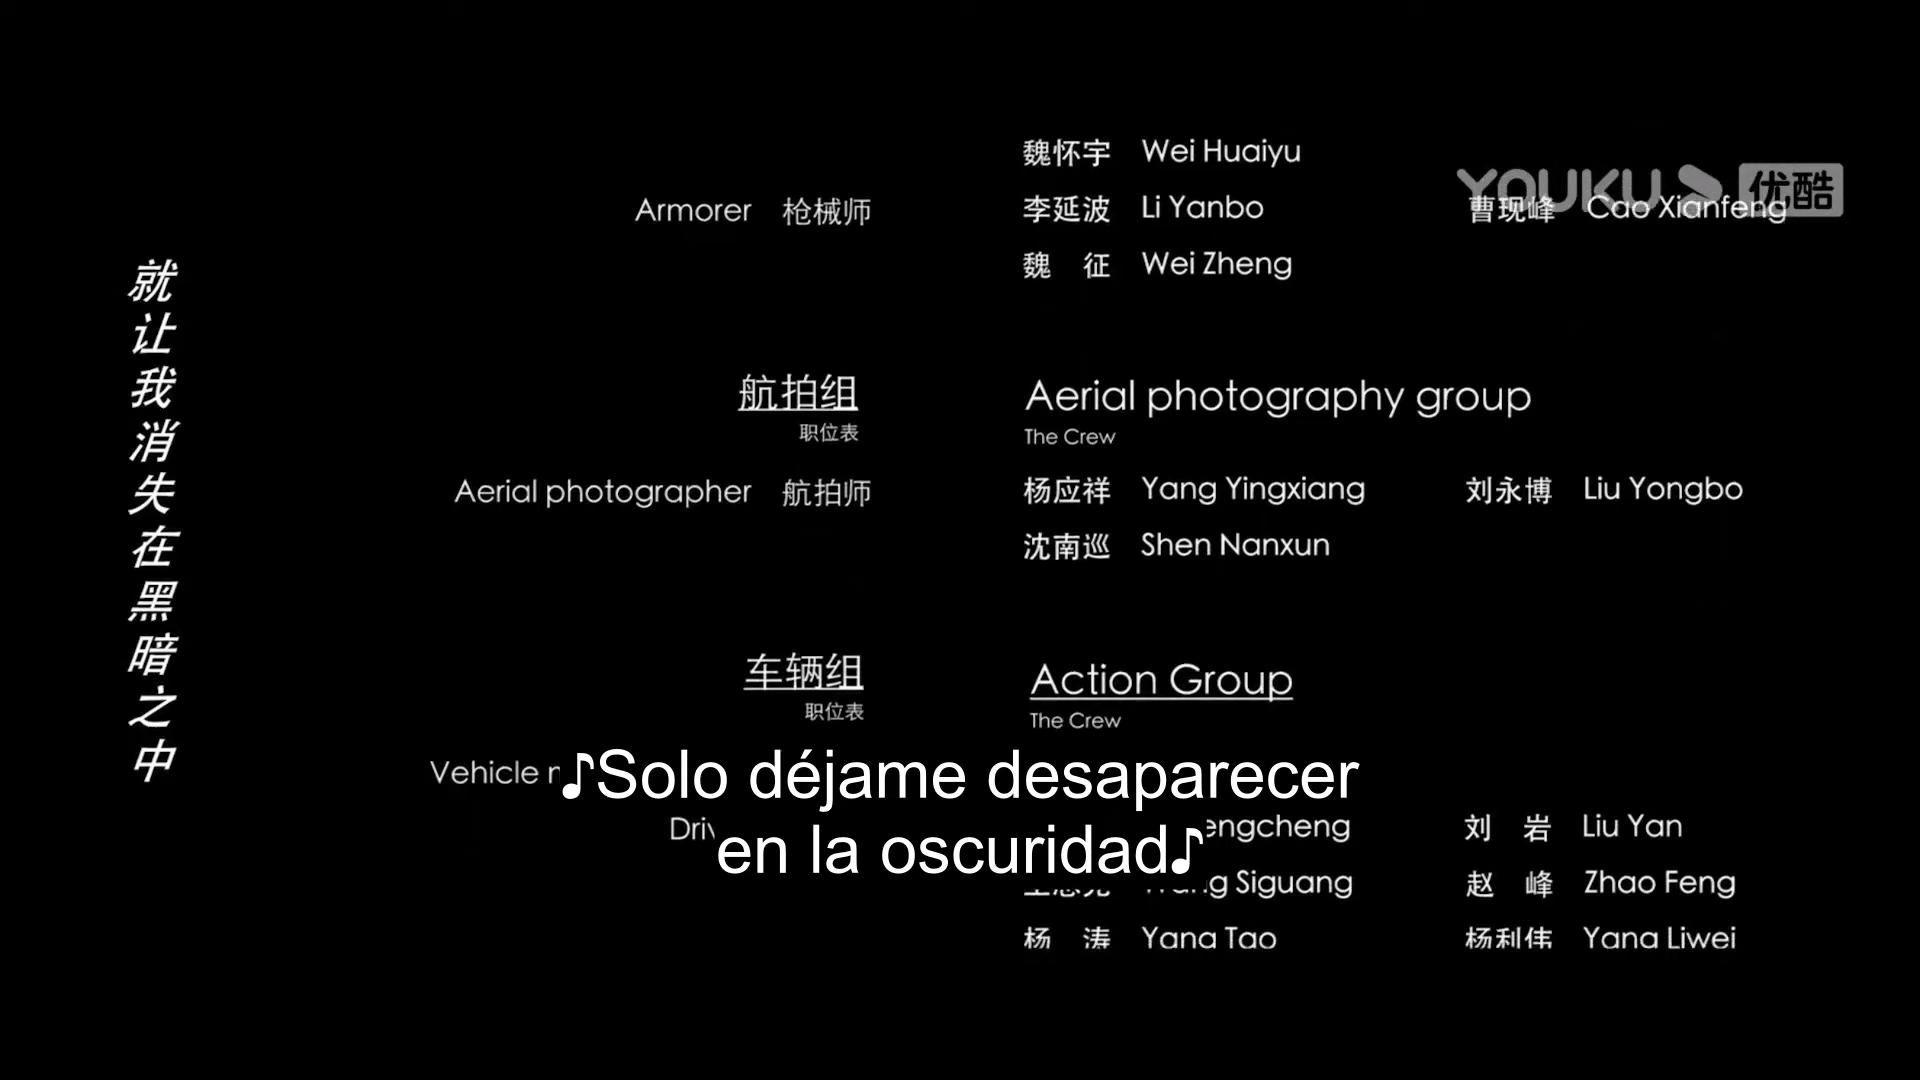 魏怀宇 Wei Huaiyu
YOUKU 优酷
Armorer 枪械师 李延波 Li Yanbo 曹现峰 Cao Xianfeng
魏 征 Wei Zheng
就让我消失在黑暗之中
航拍组 Aerial photography group
职位表 The Crew
Aerial photographer 航拍师 杨应祥 Yang Yingxiang 刘永博 Liu Yongbo
沈南巡 Shen Nanxun
车辆组 Action Group
职位表 The Crew
Vehicle
♪Solo déjame desaparecer
en la oscuridad♪
刘 岩 Liu Yan
Siguang 赵 峰 Zhao Feng
杨 涛 Yang Tao 杨利伟 Yang Liwei